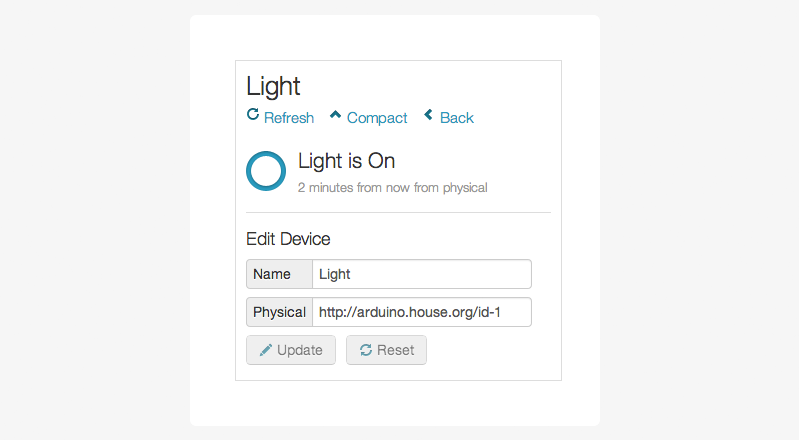 Light
Refresh Compact Back
Light is On
2 minutes from now from physical
Edit Device
Name Light
Physical http://arduino.house.org/id-1
Update Reset